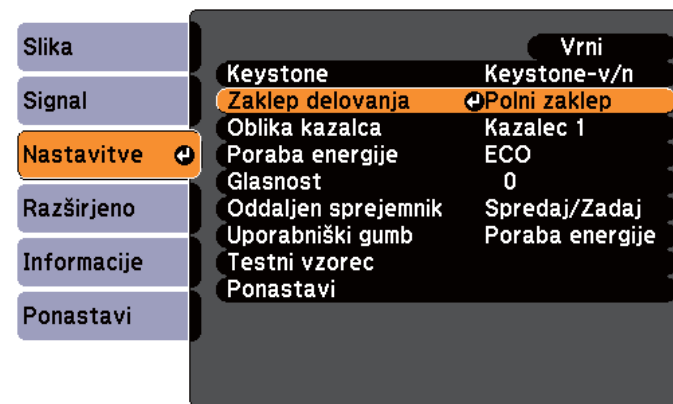 Slika
Signal
Nastavitve
Razširjeno
Informacije
Ponastavi
Vrni
Keystone Keystone-v/n
Zaklep delovanja Polni zaklep
Oblika kazalca Kazalec 1
Poraba energije ECO
Glasnost 0
Oddaljen sprejemnik Spredaj/Zadaj
Uporabniški gumb Poraba energije
Testni vzorec
Ponastavi